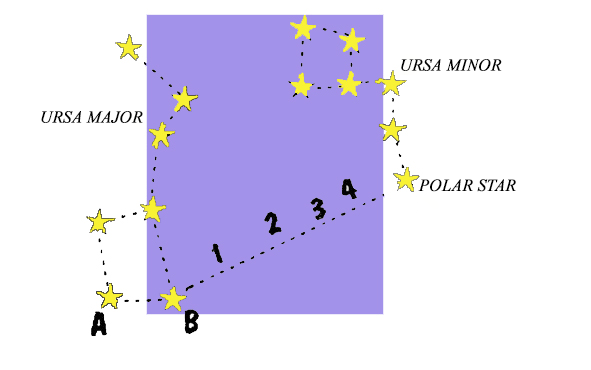 URSA MINOR
URSA MAJOR
POLAR STAR
1 2 3 4
A B